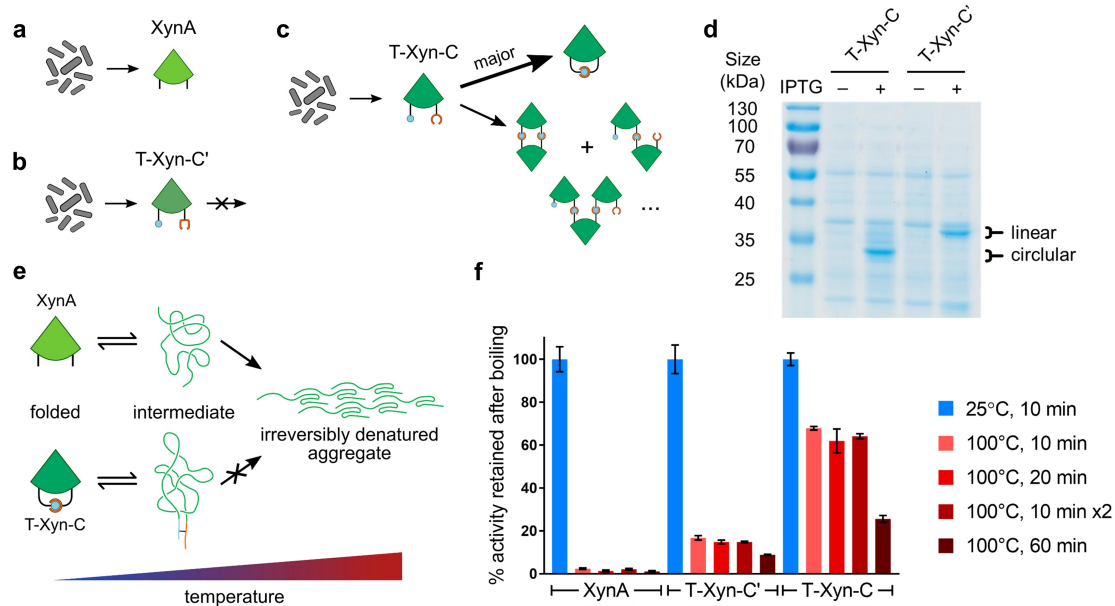 a
XynA
b
T-Xyn-C'
c
T-Xyn-C
major
+
...
d
T-Xyn-C
T-Xyn-C'
Size
(kDa)
IPTG
–
+
–
+
130
100
70
55
40
35
25
linear
circlular
e
XynA
folded
intermediate
irreversibly denatured
aggregate
T-Xyn-C
temperature
f
% activity retained after boiling
100
80
60
40
20
0
XynA
T-Xyn-C'
T-Xyn-C
25°C, 10 min
100°C, 10 min
100°C, 20 min
100°C, 10 min x2
100°C, 60 min